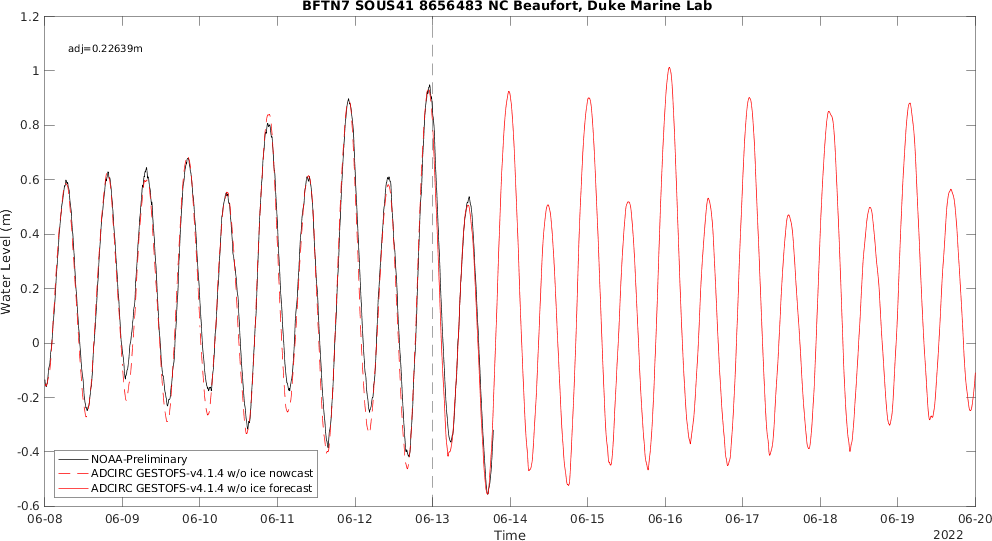 BFTN7 SOUS41 8656483 NC Beaufort, Duke Marine Lab
1.2
adj=0.22639m
1
0.8
0.6
0.4
0.2
0
-0.2
-0.4
-0.6
Water Level (m)
NOAA-Preliminary
ADCIRC GESTOFS-v4.1.4 w/o ice nowcast
ADCIRC GESTOFS-v4.1.4 w/o ice forecast
06-08 06-09 06-10 06-11 06-12 06-13 06-14 06-15 06-16 06-17 06-18 06-19 06-20
Time
2022